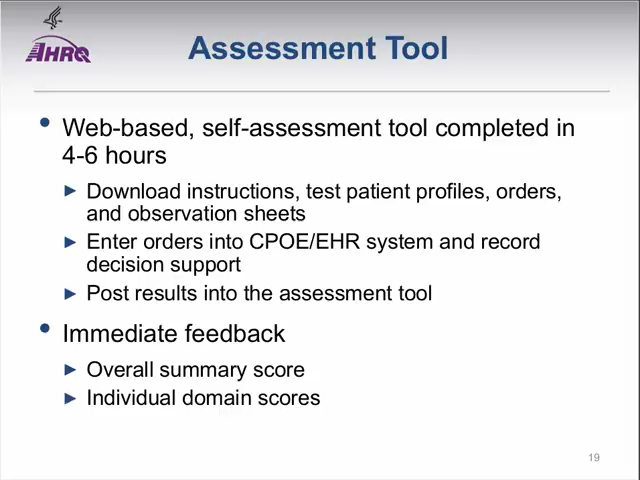 AHRQ
Assessment Tool
• Web-based, self-assessment tool completed in
4-6 hours
► Download instructions, test patient profiles, orders,
and observation sheets
► Enter orders into CPOE/EHR system and record
decision support
► Post results into the assessment tool
• Immediate feedback
► Overall summary score
► Individual domain scores
19